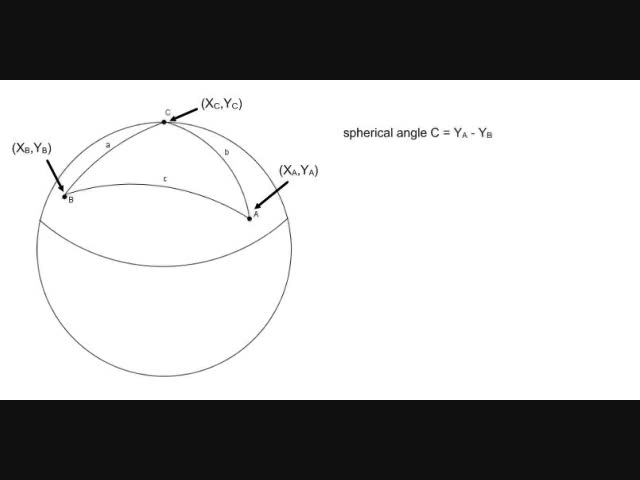 C
(XC,YC)
spherical angle C = YA - YB
(XB,YB)
a
b
(XA,YA)
c
B
A